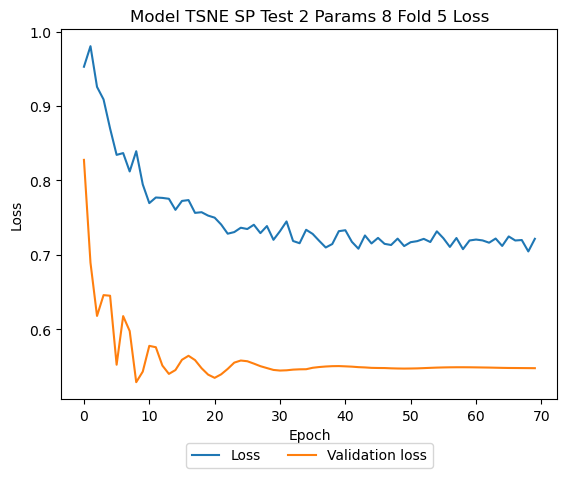 Model TSNE SP Test 2 Params 8 Fold 5 Loss
1.0
0.9
0.8
0.7
0.6
Loss
0 10 20 30 40 50 60 70
Epoch
Loss Validation loss